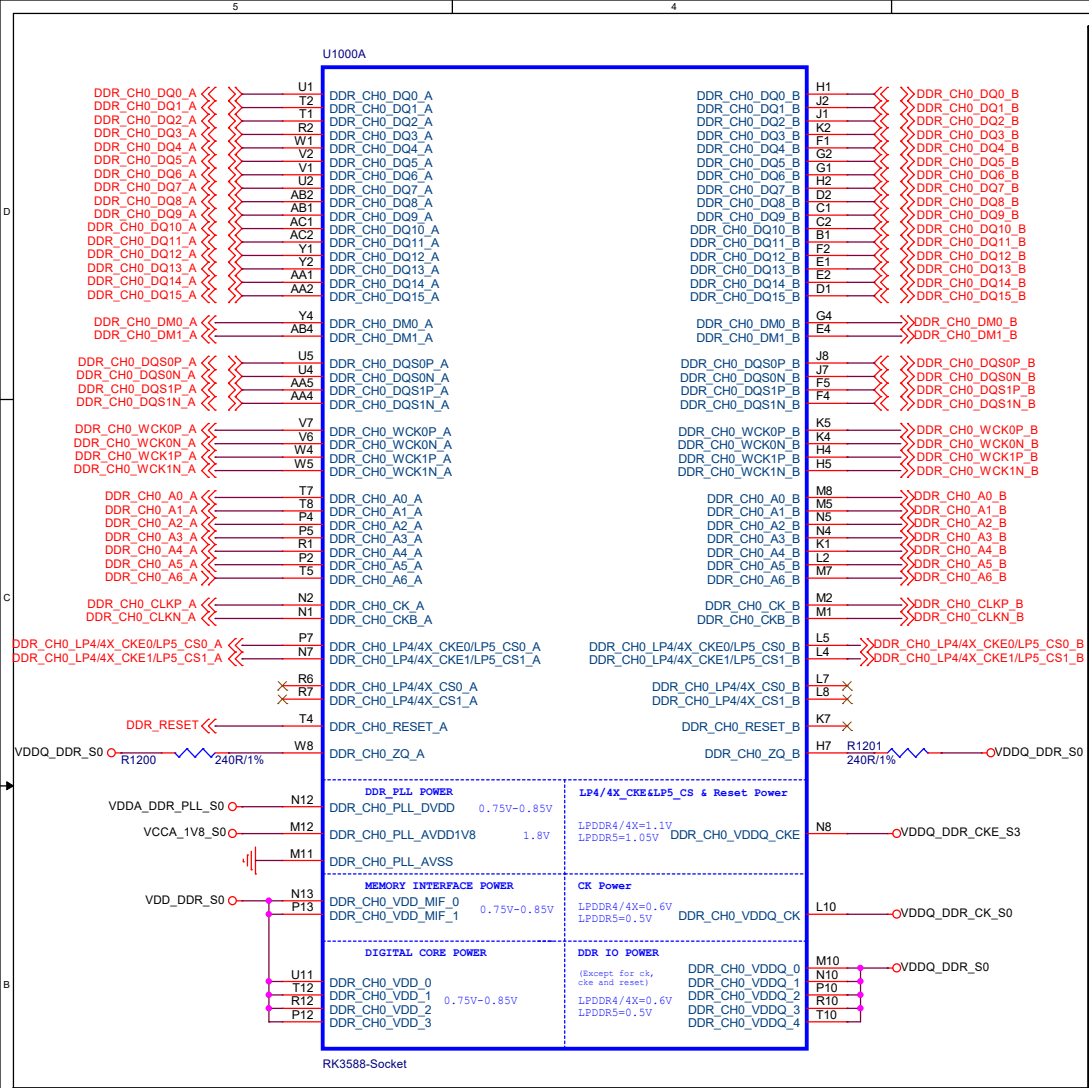 5 4
U1000A
DDR_CH0_DQ0_A U1 DDR_CH0_DQ0_A DDR_CH0_DQ0_B H1 DDR_CH0_DQ0_B
DDR_CH0_DQ1_A T2 DDR_CH0_DQ1_A DDR_CH0_DQ1_B J2 DDR_CH0_DQ1_B
DDR_CH0_DQ2_A T1 DDR_CH0_DQ2_A DDR_CH0_DQ2_B J1 DDR_CH0_DQ2_B
DDR_CH0_DQ3_A R2 DDR_CH0_DQ3_A DDR_CH0_DQ3_B K2 DDR_CH0_DQ3_B
DDR_CH0_DQ4_A W1 DDR_CH0_DQ4_A DDR_CH0_DQ4_B F1 DDR_CH0_DQ4_B
DDR_CH0_DQ5_A V2 DDR_CH0_DQ5_A DDR_CH0_DQ5_B G2 DDR_CH0_DQ5_B
DDR_CH0_DQ6_A V1 DDR_CH0_DQ6_A DDR_CH0_DQ6_B G1 DDR_CH0_DQ6_B
DDR_CH0_DQ7_A U2 DDR_CH0_DQ7_A DDR_CH0_DQ7_B H2 DDR_CH0_DQ7_B
DDR_CH0_DQ8_A AB2 DDR_CH0_DQ8_A DDR_CH0_DQ8_B D2 DDR_CH0_DQ8_B
D DDR_CH0_DQ9_A AB1 DDR_CH0_DQ9_A DDR_CH0_DQ9_B C1 DDR_CH0_DQ9_B
DDR_CH0_DQ10_A AC1 DDR_CH0_DQ10_A DDR_CH0_DQ10_B C2 DDR_CH0_DQ10_B
DDR_CH0_DQ11_A AC2 DDR_CH0_DQ11_A DDR_CH0_DQ11_B B1 DDR_CH0_DQ11_B
DDR_CH0_DQ12_A Y1 DDR_CH0_DQ12_A DDR_CH0_DQ12_B F2 DDR_CH0_DQ12_B
DDR_CH0_DQ13_A Y2 DDR_CH0_DQ13_A DDR_CH0_DQ13_B E1 DDR_CH0_DQ13_B
DDR_CH0_DQ14_A AA1 DDR_CH0_DQ14_A DDR_CH0_DQ14_B E2 DDR_CH0_DQ14_B
DDR_CH0_DQ15_A AA2 DDR_CH0_DQ15_A DDR_CH0_DQ15_B D1 DDR_CH0_DQ15_B
DDR_CH0_DM0_A Y4 DDR_CH0_DM0_A DDR_CH0_DM0_B G4 DDR_CH0_DM0_B
DDR_CH0_DM1_A AB4 DDR_CH0_DM1_A DDR_CH0_DM1_B E4 DDR_CH0_DM1_B
DDR_CH0_DQS0P_A U5 DDR_CH0_DQS0P_A DDR_CH0_DQS0P_B J8 DDR_CH0_DQS0P_B
DDR_CH0_DQS0N_A U4 DDR_CH0_DQS0N_A DDR_CH0_DQS0N_B J7 DDR_CH0_DQS0N_B
DDR_CH0_DQS1P_A AA5 DDR_CH0_DQS1P_A DDR_CH0_DQS1P_B F5 DDR_CH0_DQS1P_B
DDR_CH0_DQS1N_A AA4 DDR_CH0_DQS1N_A DDR_CH0_DQS1N_B F4 DDR_CH0_DQS1N_B
DDR_CH0_WCK0P_A V7 DDR_CH0_WCK0P_A DDR_CH0_WCK0P_B K5 DDR_CH0_WCK0P_B
DDR_CH0_WCK0N_A V6 DDR_CH0_WCK0N_A DDR_CH0_WCK0N_B K4 DDR_CH0_WCK0N_B
DDR_CH0_WCK1P_A W4 DDR_CH0_WCK1P_A DDR_CH0_WCK1P_B H4 DDR_CH0_WCK1P_B
DDR_CH0_WCK1N_A W5 DDR_CH0_WCK1N_A DDR_CH0_WCK1N_B H5 DDR_CH0_WCK1N_B
DDR_CH0_A0_A T7 DDR_CH0_A0_A DDR_CH0_A0_B M8 DDR_CH0_A0_B
DDR_CH0_A1_A T8 DDR_CH0_A1_A DDR_CH0_A1_B M5 DDR_CH0_A1_B
DDR_CH0_A2_A P4 DDR_CH0_A2_A DDR_CH0_A2_B N5 DDR_CH0_A2_B
DDR_CH0_A3_A P5 DDR_CH0_A3_A DDR_CH0_A3_B N4 DDR_CH0_A3_B
DDR_CH0_A4_A R1 DDR_CH0_A4_A DDR_CH0_A4_B K1 DDR_CH0_A4_B
DDR_CH0_A5_A P2 DDR_CH0_A5_A DDR_CH0_A5_B L2 DDR_CH0_A5_B
DDR_CH0_A6_A T5 DDR_CH0_A6_A DDR_CH0_A6_B M7 DDR_CH0_A6_B
C DDR_CH0_CLKP_A N2 DDR_CH0_CK_A DDR_CH0_CK_B M2 DDR_CH0_CLKP_B
DDR_CH0_CLKN_A N1 DDR_CH0_CKB_A DDR_CH0_CKB_B M1 DDR_CH0_CLKN_B
DDR_CH0_LP4/4X_CKE0/LP5_CS0_A P7 DDR_CH0_LP4/4X_CKE0/LP5_CS0_A DDR_CH0_LP4/4X_CKE0/LP5_CS0_B L5 DDR_CH0_LP4/4X_CKE0/LP5_CS0_B
DDR_CH0_LP4/4X_CKE1/LP5_CS1_A N7 DDR_CH0_LP4/4X_CKE1/LP5_CS1_A DDR_CH0_LP4/4X_CKE1/LP5_CS1_B L4 DDR_CH0_LP4/4X_CKE1/LP5_CS1_B
R6 DDR_CH0_LP4/4X_CS0_A DDR_CH0_LP4/4X_CS0_B L7
R7 DDR_CH0_LP4/4X_CS1_A DDR_CH0_LP4/4X_CS1_B L8
DDR_RESET T4 DDR_CH0_RESET_A DDR_CH0_RESET_B K7
VDDQ_DDR_S0 R1200 240R/1% W8 DDR_CH0_ZQ_A DDR_CH0_ZQ_B H7 R1201 240R/1% VDDQ_DDR_S0
DDR_PLL POWER LP4/4X_CKE&LP5_CS & Reset Power
VDDA_DDR_PLL_S0 N12 DDR_CH0_PLL_DVDD 0.75V-0.85V
LPDDR4/4X=1.1V
VCCA_1V8_S0 M12 DDR_CH0_PLL_AVDD1V8 1.8V LPDDR5=1.05V DDR_CH0_VDDQ_CKE N8 VDDQ_DDR_CKE_S3
M11 DDR_CH0_PLL_AVSS
MEMORY INTERFACE POWER CK Power
VDD_DDR_S0 N13 DDR_CH0_VDD_MIF_0 0.75V-0.85V LPDDR4/4X=0.6V
P13 DDR_CH0_VDD_MIF_1 LPDDR5=0.5V DDR_CH0_VDDQ_CK L10 VDDQ_DDR_CK_S0
DIGITAL CORE POWER DDR IO POWER
DDR_CH0_VDDQ_0 M10 VDDQ_DDR_S0
B U11 DDR_CH0_VDD_0 (Except for ck, DDR_CH0_VDDQ_1 N10
T12 DDR_CH0_VDD_1 0.75V-0.85V cke and reset) DDR_CH0_VDDQ_2 P10
R12 DDR_CH0_VDD_2 LPDDR4/4X=0.6V DDR_CH0_VDDQ_3 R10
P12 DDR_CH0_VDD_3 LPDDR5=0.5V DDR_CH0_VDDQ_4 T10
RK3588-Socket